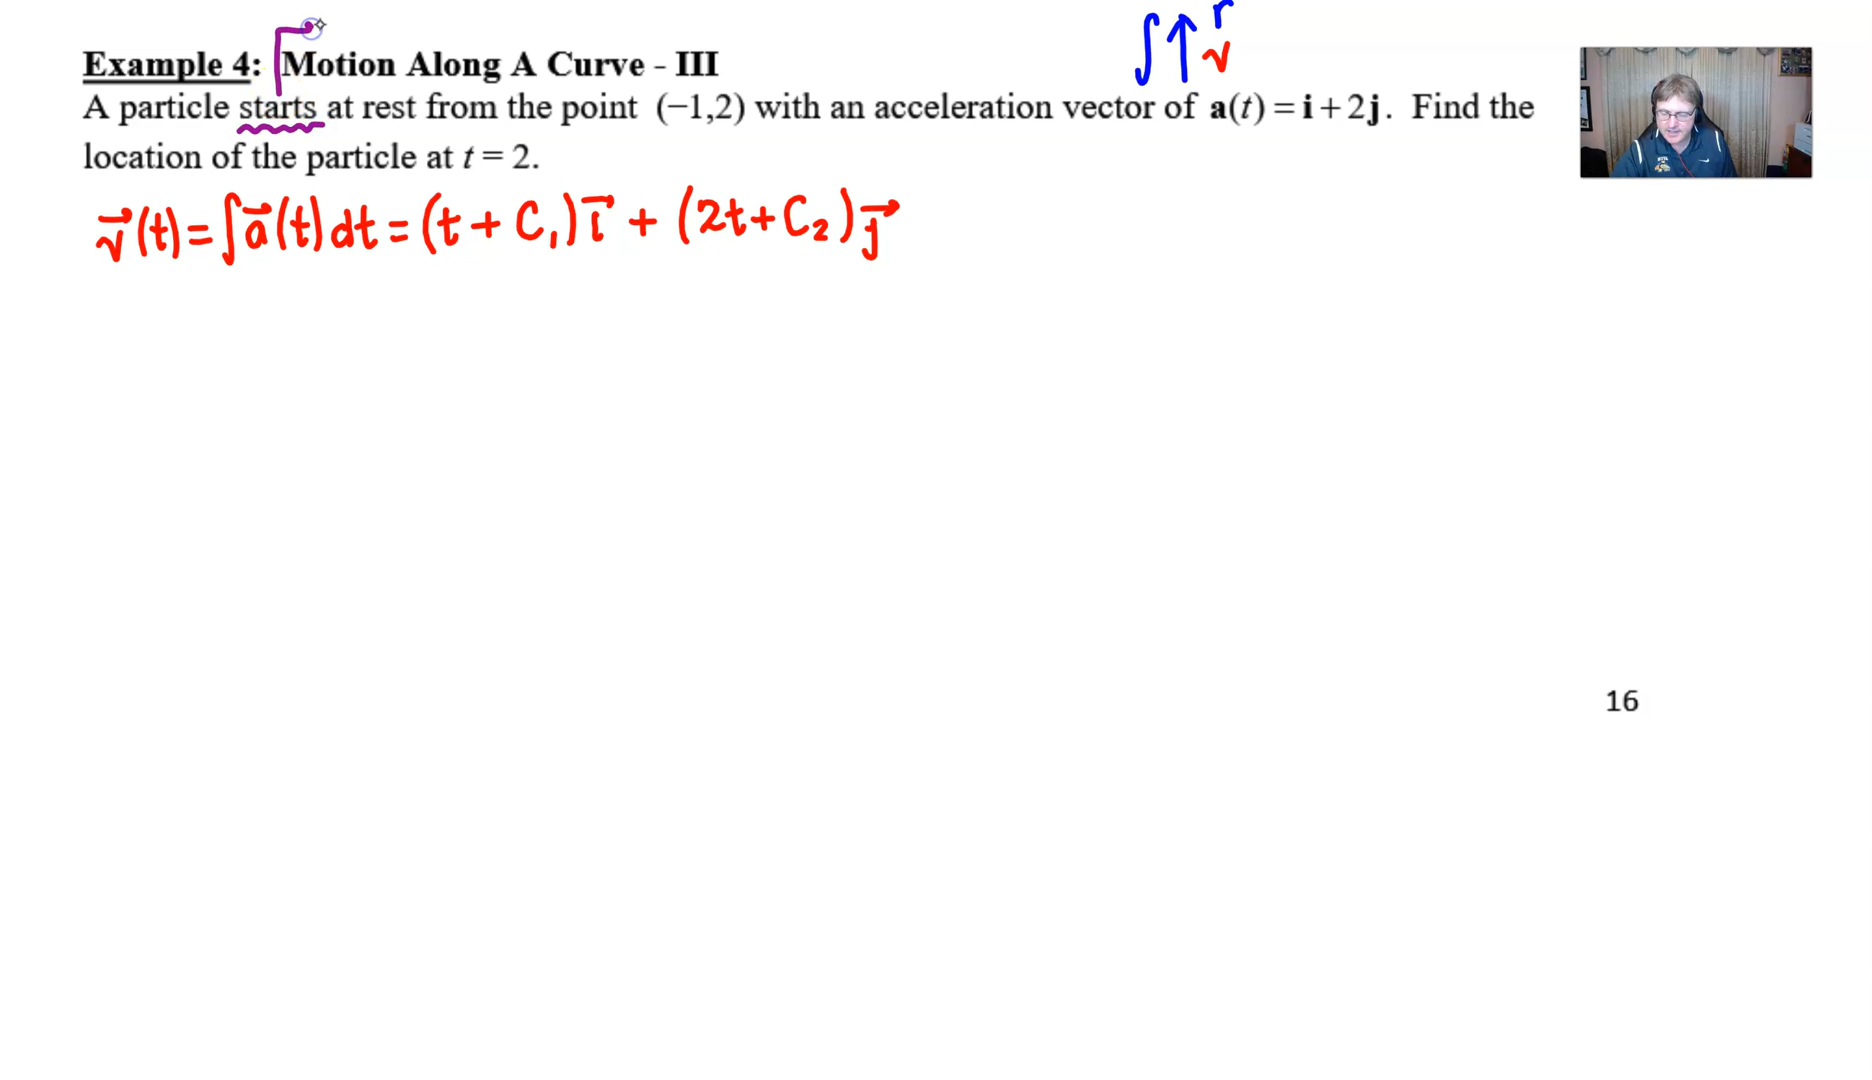 Example 4: Motion Along A Curve - III
∫↑ r
v
A particle starts at rest from the point (−1,2) with an acceleration vector of a(t) = i + 2j. Find the
location of the particle at t = 2.
v⃗(t) = ∫a⃗(t)dt = (t + C₁)i⃗ + (2t + C₂)j⃗
16